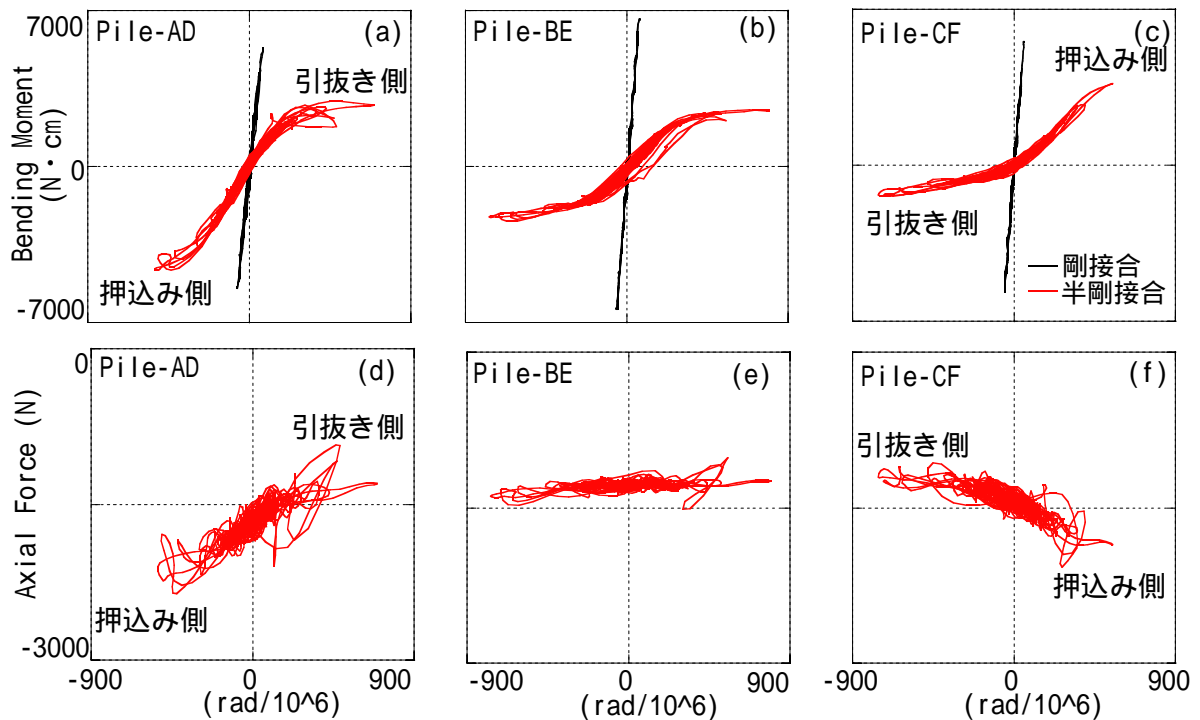 7000
Pile-AD
(a)
引抜き側
Bending Moment
(N・cm)
0
押込み側
-7000
Pile-BE
(b)
Pile-CF
(c)
押込み側
引抜き側
剛接合
半剛接合
0
Pile-AD
(d)
引抜き側
Axial Force (N)
押込み側
-3000
-900
0
900
(rad/10^6)
Pile-BE
(e)
-900
0
900
(rad/10^6)
Pile-CF
(f)
引抜き側
押込み側
-900
0
900
(rad/10^6)